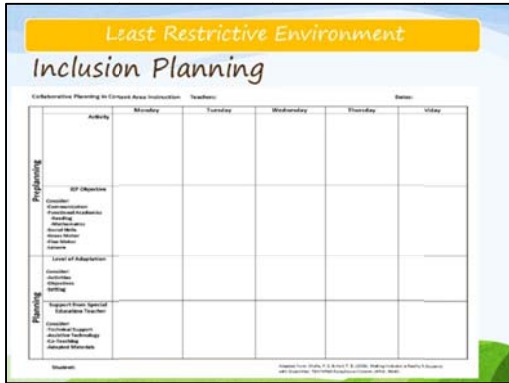 Least Restrictive Environment
Inclusion Planning
Collaborative Planning in Content Area Instruction Teachers: Dates:
Monday Tuesday Wednesday Thursday
Preplanning
Activity
IEP Objective
Consider:
-Communication
-Functional Academics
-Reading
-Mathematics
-Social Skills
-Gross Motor
-Fine Motor
-Leisure
Planning
Level of Adaptation
Consider:
-Activities
-Objectives
-Setting
Support from Special
Education Teacher
Consider:
-Technical Support
-Assistive Technology
-Co-Teaching
-Adapted Materials
Student: